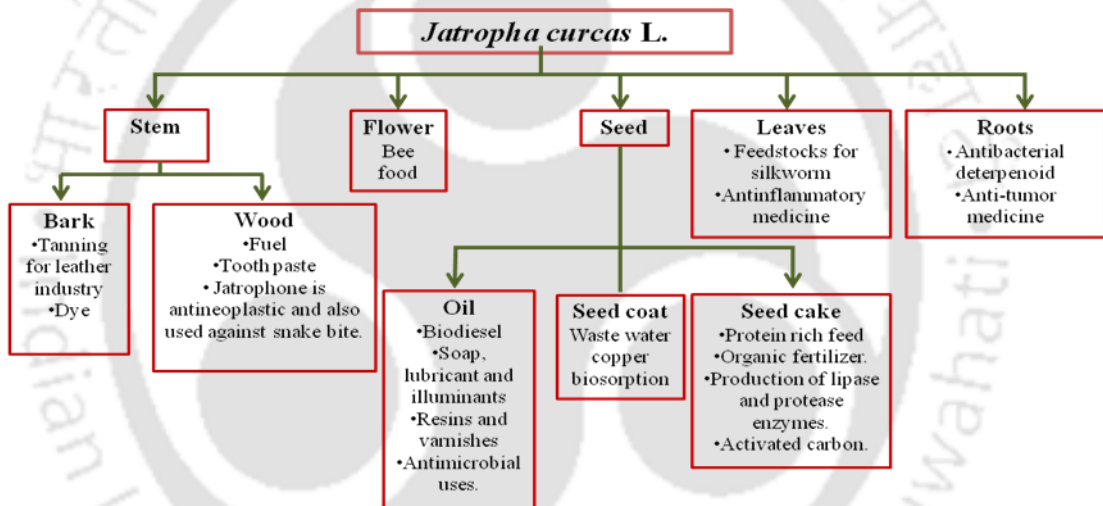 Jatropha curcas L.
Stem
Flower
Bee
food
Seed
Leaves
•Feedstocks for
silkworm
•Antinflammatory
medicine
Roots
•Antibacterial
deterpenoid
•Anti-tumor
medicine
Bark
•Tanning
for leather
industry
•Dye
Wood
•Fuel
•Tooth paste
•Jatrophone is
antineoplastic and also
used against snake bite.
Oil
•Biodiesel
•Soap,
lubricant and
illuminants
•Resins and
varnishes
•Antimicrobial
uses.
Seed coat
Waste water
copper
biosorption
Seed cake
•Protein rich feed
•Organic fertilizer.
•Production of lipase
and protease
enzymes.
•Activated carbon.